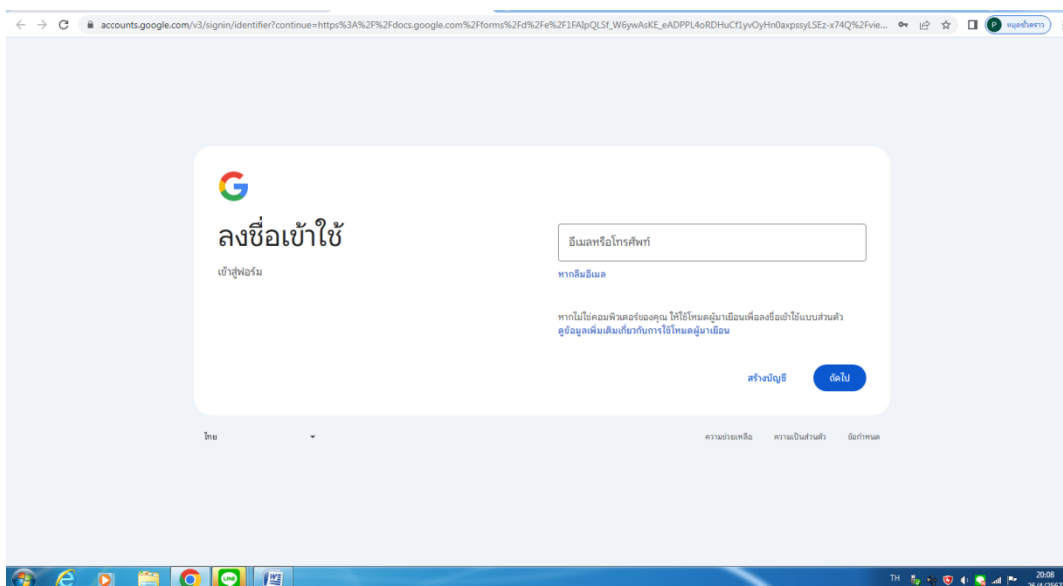 accounts.google.com/v3/signin/identifier?continue=https%3A%2F%2Fdocs.google.com%2Fforms%2Fd%2Fe%2F1FAIpQLSf_W6ywAsKE_eADPPL4oRDHuCf1yvOyHn0axpssyLSEz-x74Q%2Fvie...
P หยุดชั่วคราว
ลงชื่อเข้าใช้
เข้าสู่ฟอร์ม
อีเมลหรือโทรศัพท์
หากลืมอีเมล
หากไม่ใช่คอมพิวเตอร์ของคุณ ให้ใช้โหมดผู้มาเยือนเพื่อลงชื่อเข้าใช้แบบส่วนตัว
ดูข้อมูลเพิ่มเติมเกี่ยวกับการใช้โหมดผู้มาเยือน
สร้างบัญชี
ถัดไป
ไทย
ความช่วยเหลือ ความเป็นส่วนตัว ข้อกำหนด
LINE
TH
20:08